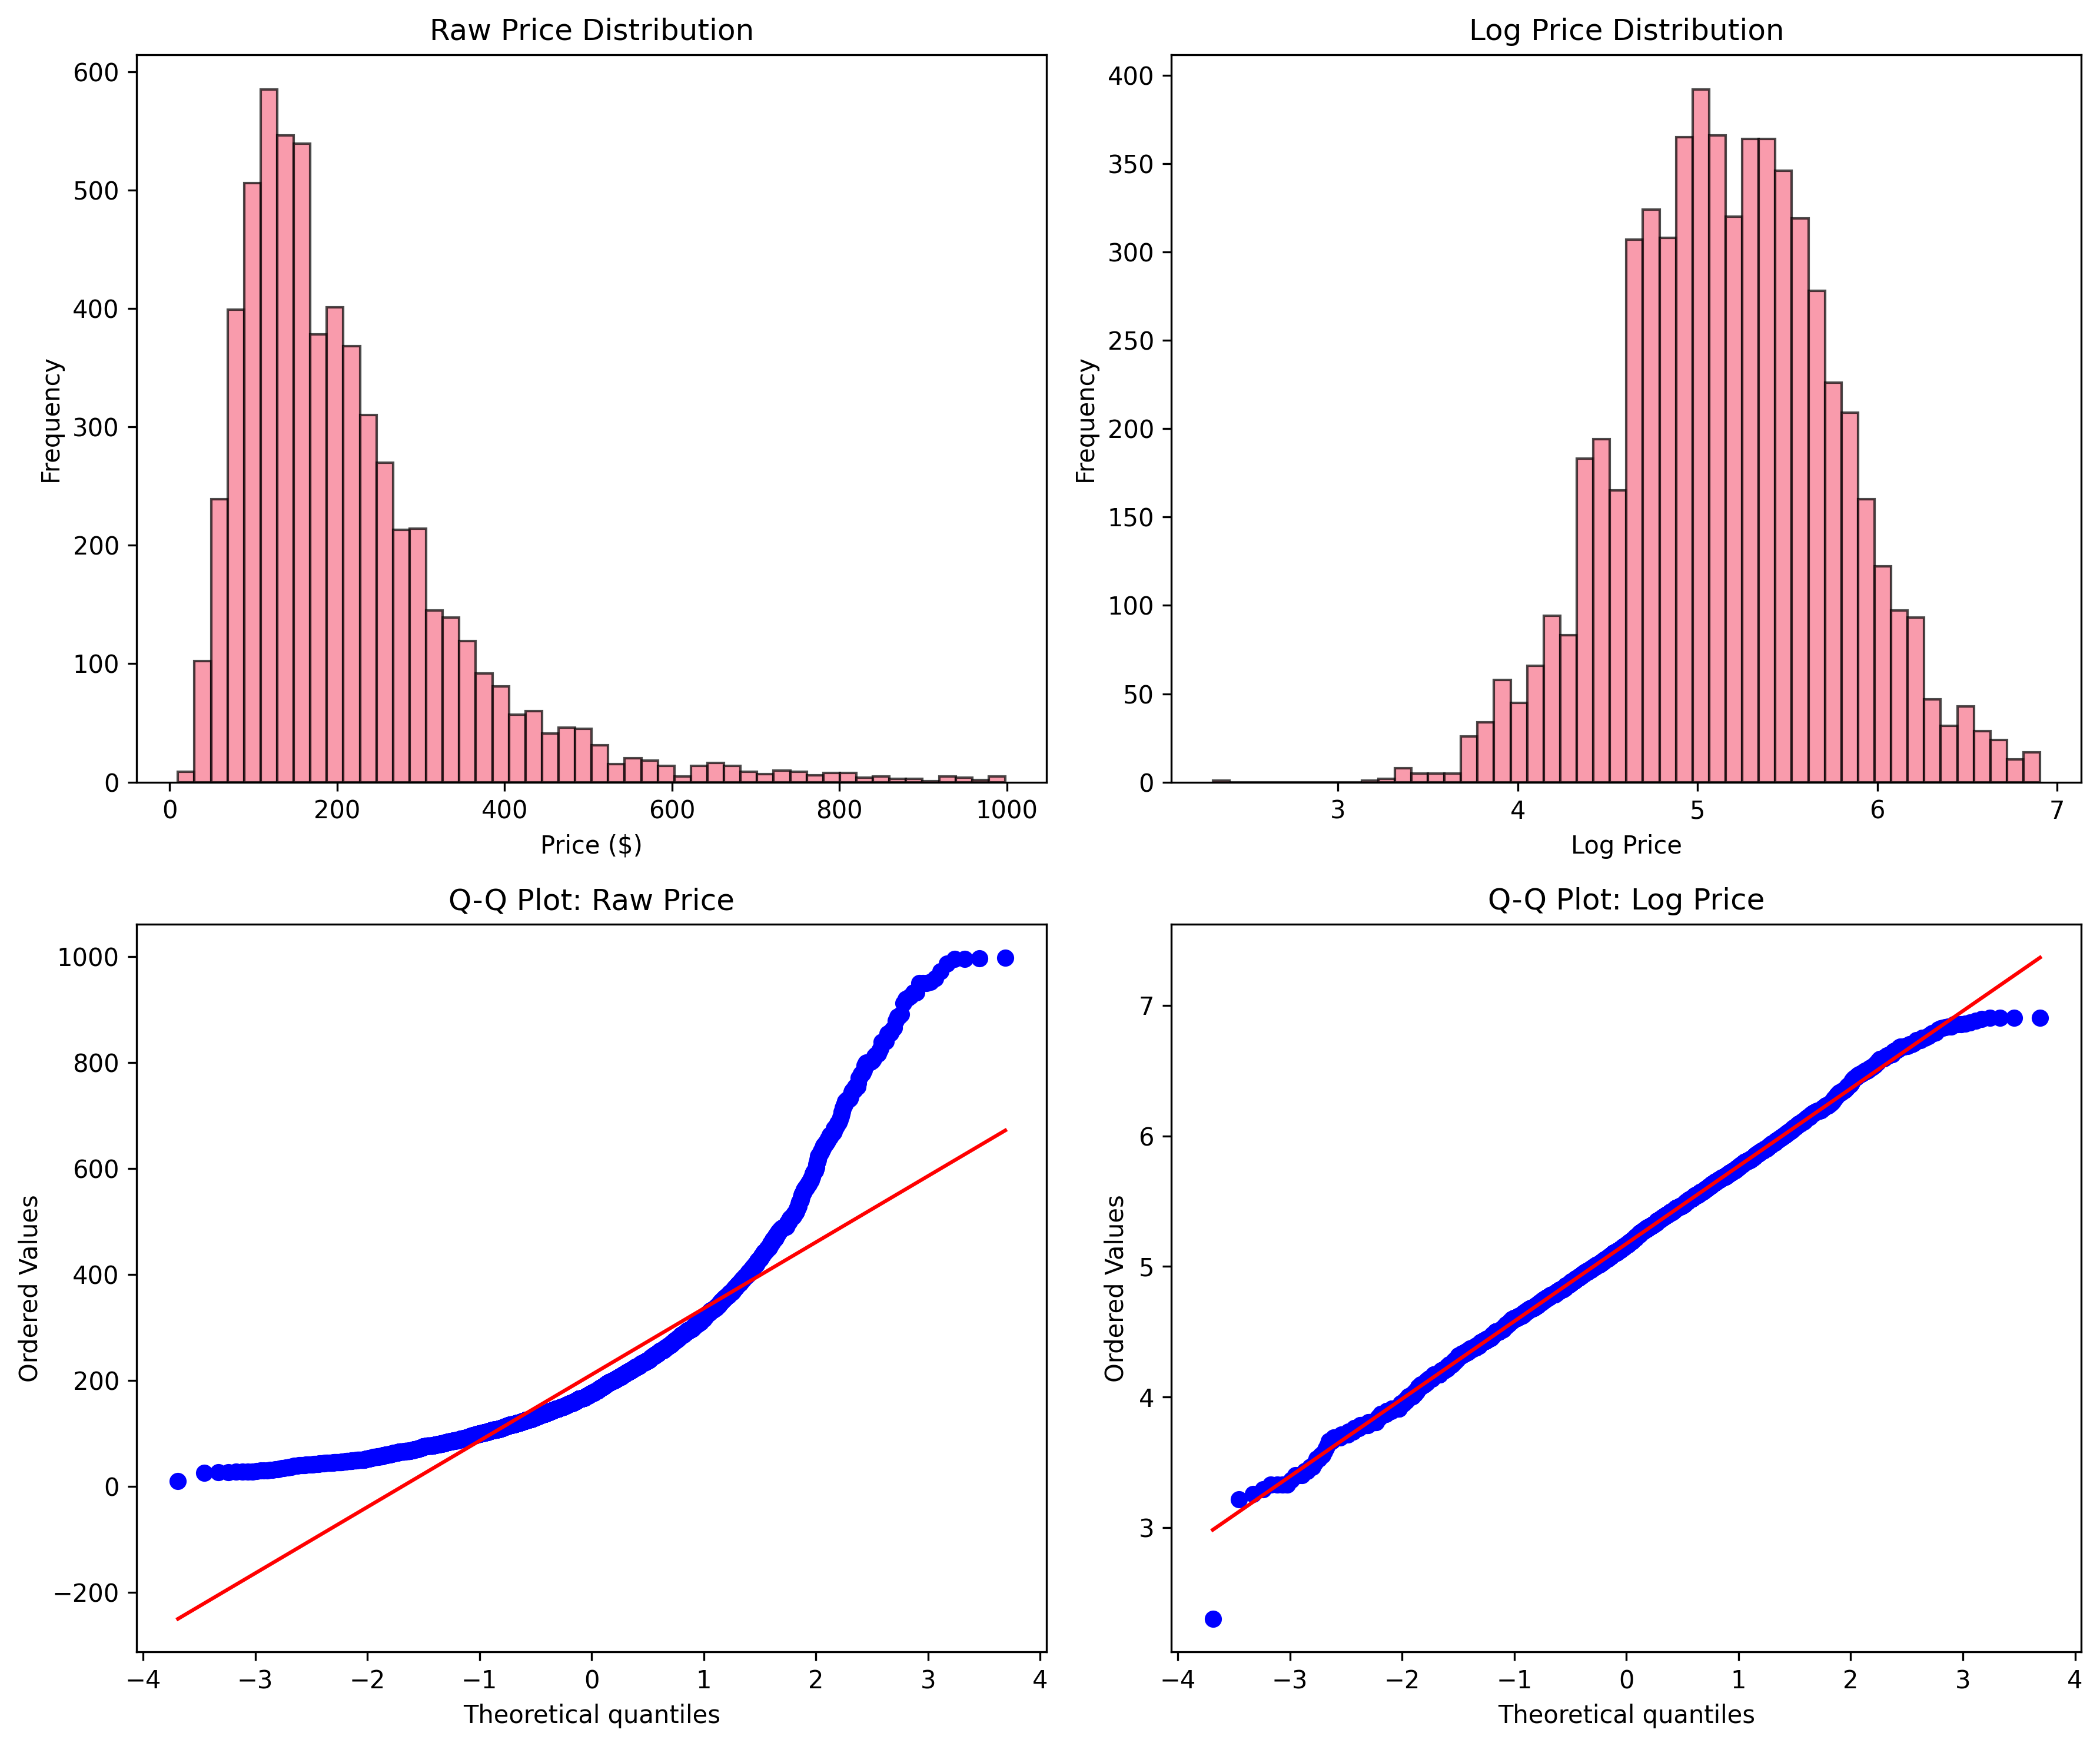 Raw Price Distribution
600
500
400
300
200
100
0
Frequency
0 200 400 600 800 1000
Price ($)
Log Price Distribution
400
350
300
250
200
150
100
50
0
Frequency
3 4 5 6 7
Log Price
Q-Q Plot: Raw Price
1000
800
600
400
200
0
−200
Ordered Values
−4 −3 −2 −1 0 1 2 3 4
Theoretical quantiles
Q-Q Plot: Log Price
7
6
5
4
3
Ordered Values
−4 −3 −2 −1 0 1 2 3 4
Theoretical quantiles